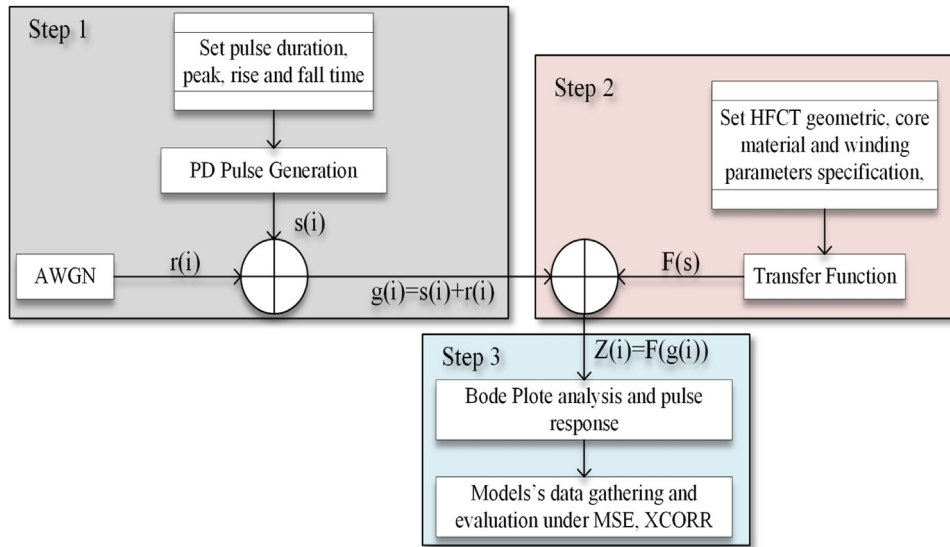 Step 1
Set pulse duration,
peak, rise and fall time
PD Pulse Generation
s(i)
AWGN
r(i)
g(i)=s(i)+r(i)
Step 2
Set HFCT geometric, core
material and winding
parameters specification,
F(s)
Transfer Function
Step 3
Z(i)=F(g(i))
Bode Plote analysis and pulse
response
Models`s data gathering and
evaluation under MSE, XCORR